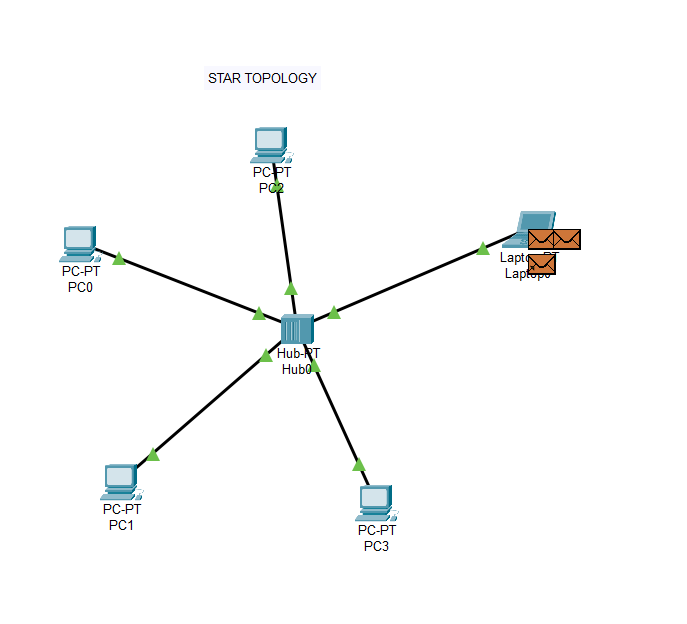 STAR TOPOLOGY
PC-PT
PC2
PC-PT
PC0
Hub-PT
Hub0
PC-PT
PC1
PC-PT
PC3